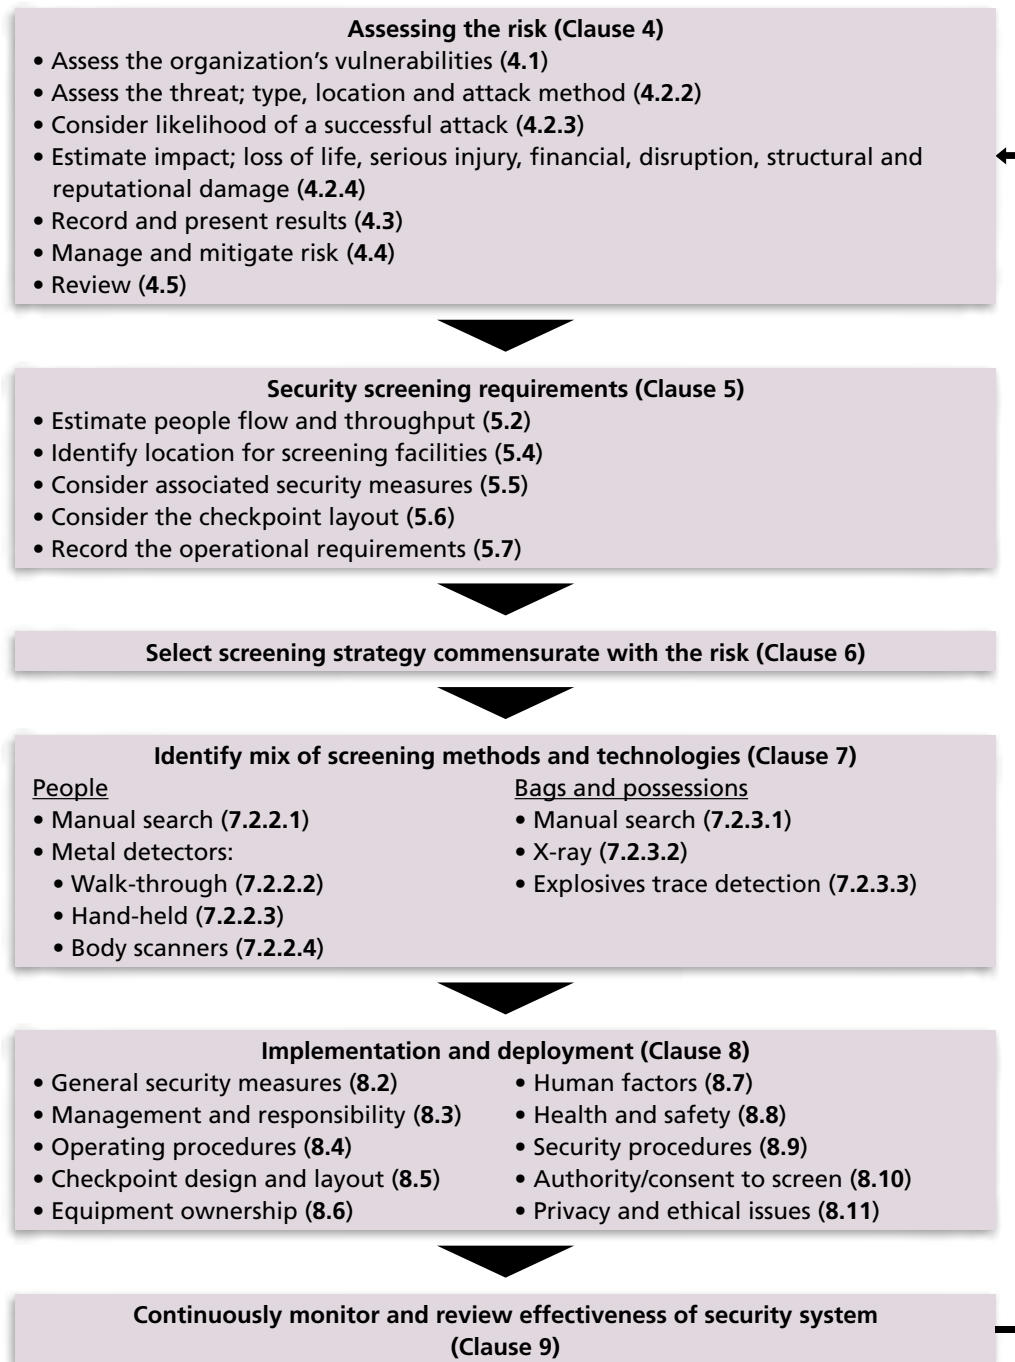 Assessing the risk (Clause 4)
• Assess the organization’s vulnerabilities (4.1)
• Assess the threat; type, location and attack method (4.2.2)
• Consider likelihood of a successful attack (4.2.3)
• Estimate impact; loss of life, serious injury, financial, disruption, structural and
reputational damage (4.2.4)
• Record and present results (4.3)
• Manage and mitigate risk (4.4)
• Review (4.5)
Security screening requirements (Clause 5)
• Estimate people flow and throughput (5.2)
• Identify location for screening facilities (5.4)
• Consider associated security measures (5.5)
• Consider the checkpoint layout (5.6)
• Record the operational requirements (5.7)
Select screening strategy commensurate with the risk (Clause 6)
Identify mix of screening methods and technologies (Clause 7)
People
• Manual search (7.2.2.1)
• Metal detectors:
• Walk-through (7.2.2.2)
• Hand-held (7.2.2.3)
• Body scanners (7.2.2.4)
Bags and possessions
• Manual search (7.2.3.1)
• X-ray (7.2.3.2)
• Explosives trace detection (7.2.3.3)
Implementation and deployment (Clause 8)
• General security measures (8.2)
• Management and responsibility (8.3)
• Operating procedures (8.4)
• Checkpoint design and layout (8.5)
• Equipment ownership (8.6)
• Human factors (8.7)
• Health and safety (8.8)
• Security procedures (8.9)
• Authority/consent to screen (8.10)
• Privacy and ethical issues (8.11)
Continuously monitor and review effectiveness of security system
(Clause 9)